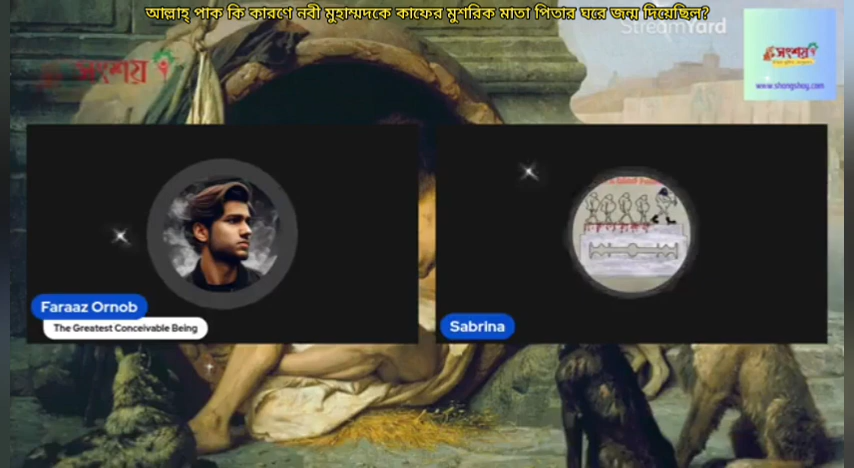 আল্লাহ্ পাক কি কারণে নবী মুহাম্মদকে কাফের মুশরিক মাতা পিতার ঘরে জন্ম দিয়েছিল?
StreamYard
সংশয়
সংশয়
www.shongshoy.com
Faraaz Ornob
The Greatest Conceivable Being
Sabrina